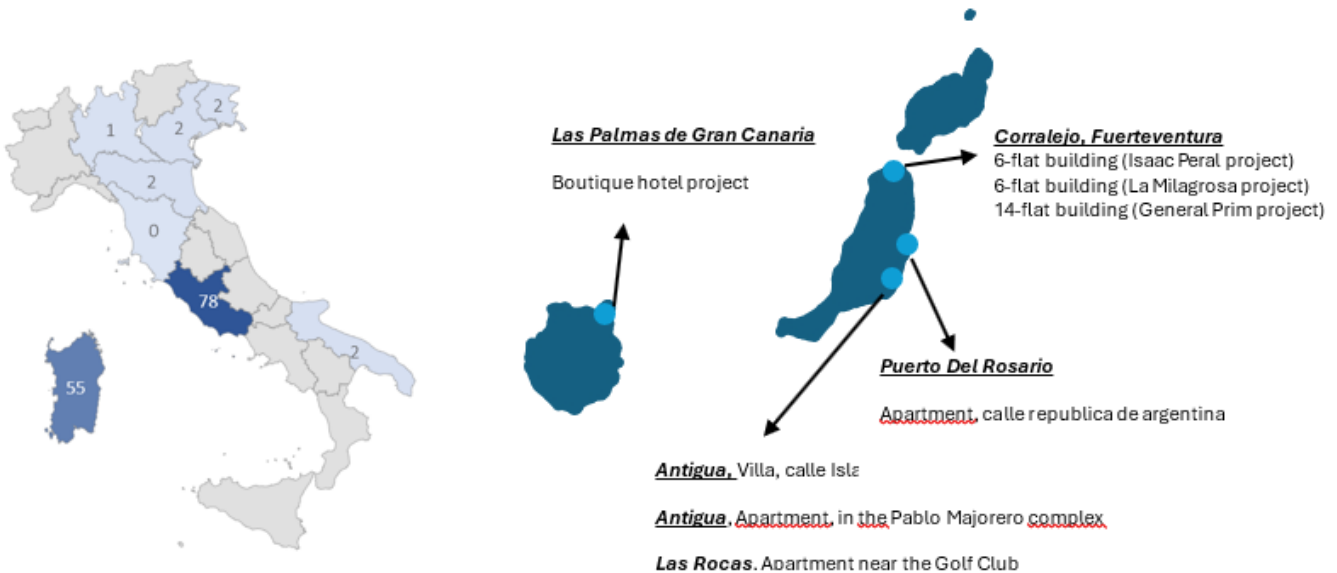 2
1
2
2
0
78
2
55
Las Palmas de Gran Canaria
Boutique hotel project
Corralejo, Fuerteventura
6-flat building (Isaac Peral project)
6-flat building (La Milagrosa project)
14-flat building (General Prim project)
Puerto Del Rosario
Apartment, calle republica de argentina
Antigua, Villa, calle Isla
Antigua, Apartment, in the Pablo Majorero complex
Las Rocas. Apartment near the Golf Club